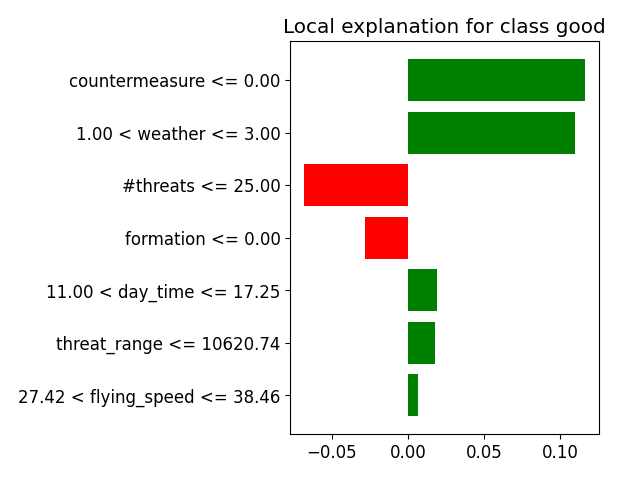 Local explanation for class good
countermeasure <= 0.00
1.00 < weather <= 3.00
#threats <= 25.00
formation <= 0.00
11.00 < day_time <= 17.25
threat_range <= 10620.74
27.42 < flying_speed <= 38.46
−0.05 0.00 0.05 0.10